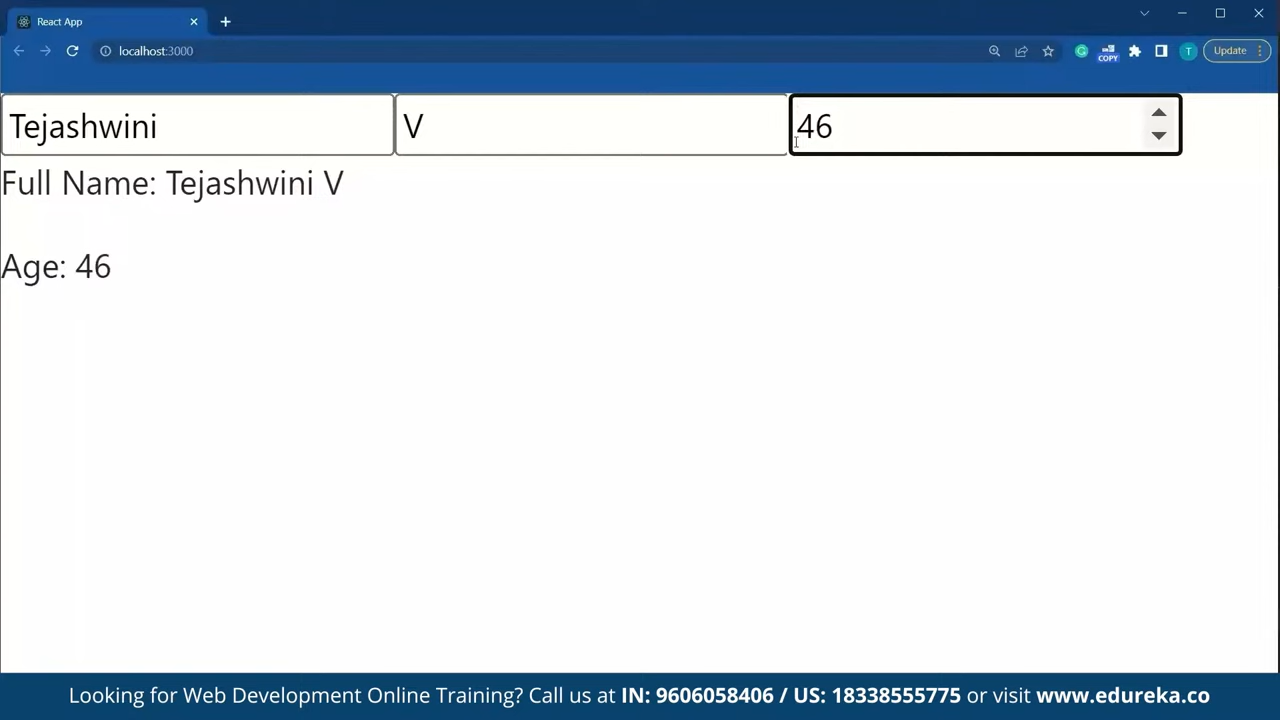 React App
localhost:3000
COPY
T
Update
Tejashwini
V
46
Full Name: Tejashwini V
Age: 46
Looking for Web Development Online Training? Call us at IN: 9606058406 / US: 18338555775 or visit www.edureka.co